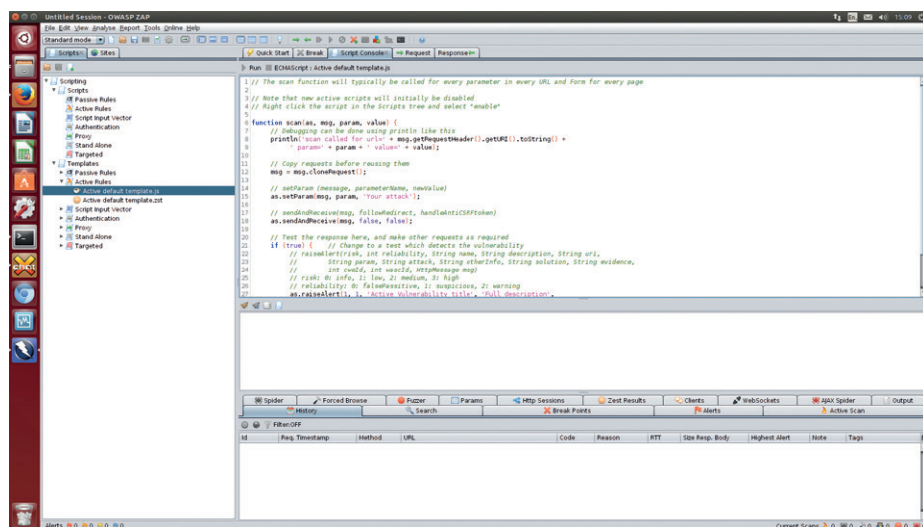 Untitled Session - OWASP ZAP
15:09
File Edit View Analyse Report Tools Online Help
Standard mode
Scripts Sites
Quick Start Break Script Console Request Response
Run ECMAScript : Active default template.js
Scripting
Scripts
Passive Rules
Active Rules
Script Input Vector
Authentication
Proxy
Stand Alone
Targeted
Templates
Passive Rules
Active Rules
Active default template.js
Active default template.zst
Script Input Vector
Authentication
Proxy
Stand Alone
Targeted
1 // The scan function will typically be called for every parameter in every URL and Form for every page
2
3 // Note that new active scripts will initially be disabled
4 // Right click the script in the Scripts tree and select "enable"
5
6 function scan(as, msg, param, value) {
7 // Debugging can be done using println like this
8 println('scan called for url=' + msg.getRequestHeader().getURI().toString() +
9 ' param=' + param + ' value=' + value);
10
11 // Copy requests before reusing them
12 msg = msg.cloneRequest();
13
14 // setParam (message, parameterName, newValue)
15 as.setParam(msg, param, 'Your attack');
16
17 // sendAndReceive(msg, followRedirect, handleAntiCSRFtoken)
18 as.sendAndReceive(msg, false, false);
19
20 // Test the response here, and make other requests as required
21 if (true) { // Change to a test which detects the vulnerability
22 // raiseAlert(risk, int reliability, String name, String description, String uri,
23 // String param, String attack, String otherInfo, String solution, String evidence,
24 // int cweId, int wascId, HttpMessage msg)
25 // risk: 0: info, 1: low, 2: medium, 3: high
26 // reliability: 0: falsePassitive, 1: suspicious, 2: warning
27 as.raiseAlert(1, 1, 'Active Vulnerability title', 'Full description',
Spider Forced Browse Fuzzer Params Http Sessions Zest Results Clients WebSockets AJAX Spider Output
History Search Break Points Alerts Active Scan
Filter:OFF
Id Req. Timestamp Method URL Code Reason RTT Size Resp. Body Highest Alert Note Tags
Alerts 0 0 0 0
Current Scans 0 0 0 0 0